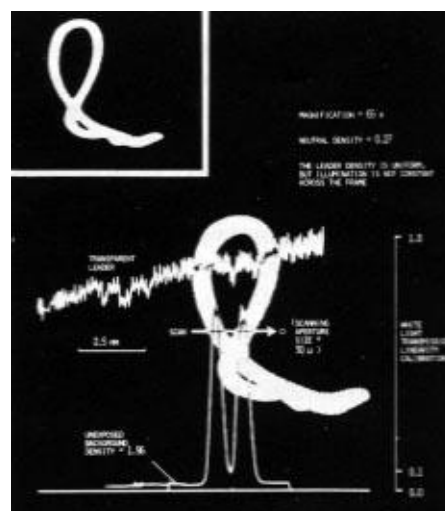 MAGNIFICATION = 65 x
NEUTRAL DENSITY = 0.27
THE LEADER DENSITY IS UNIFORM,
BUT ILLUMINATION IS NOT CONSTANT
ACROSS THE FRAME
TRANSPARENT
LEADER
1.0
SCAN
(SCANNING
APERTURE
SIZE =
50 μ)
0.5 mm
WHITE
LIGHT
TRANSMISSION
LINEARITY
CALIBRATION
UNEXPOSED
BACKGROUND
DENSITY = 1.96
0.1
0.0